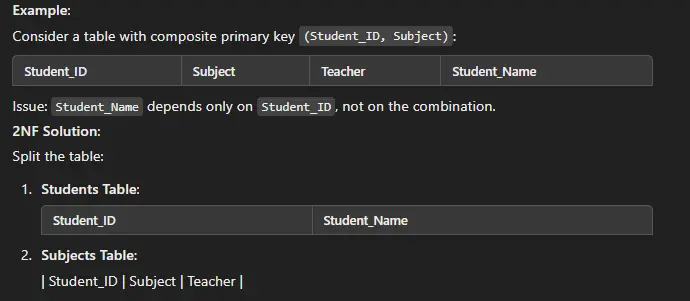 Example:
Consider a table with composite primary key (Student_ID, Subject):
Student_ID Subject Teacher Student_Name
Issue: Student_Name depends only on Student_ID, not on the combination.
2NF Solution:
Split the table:
1. Students Table:
Student_ID Student_Name
2. Subjects Table:
| Student_ID | Subject | Teacher |